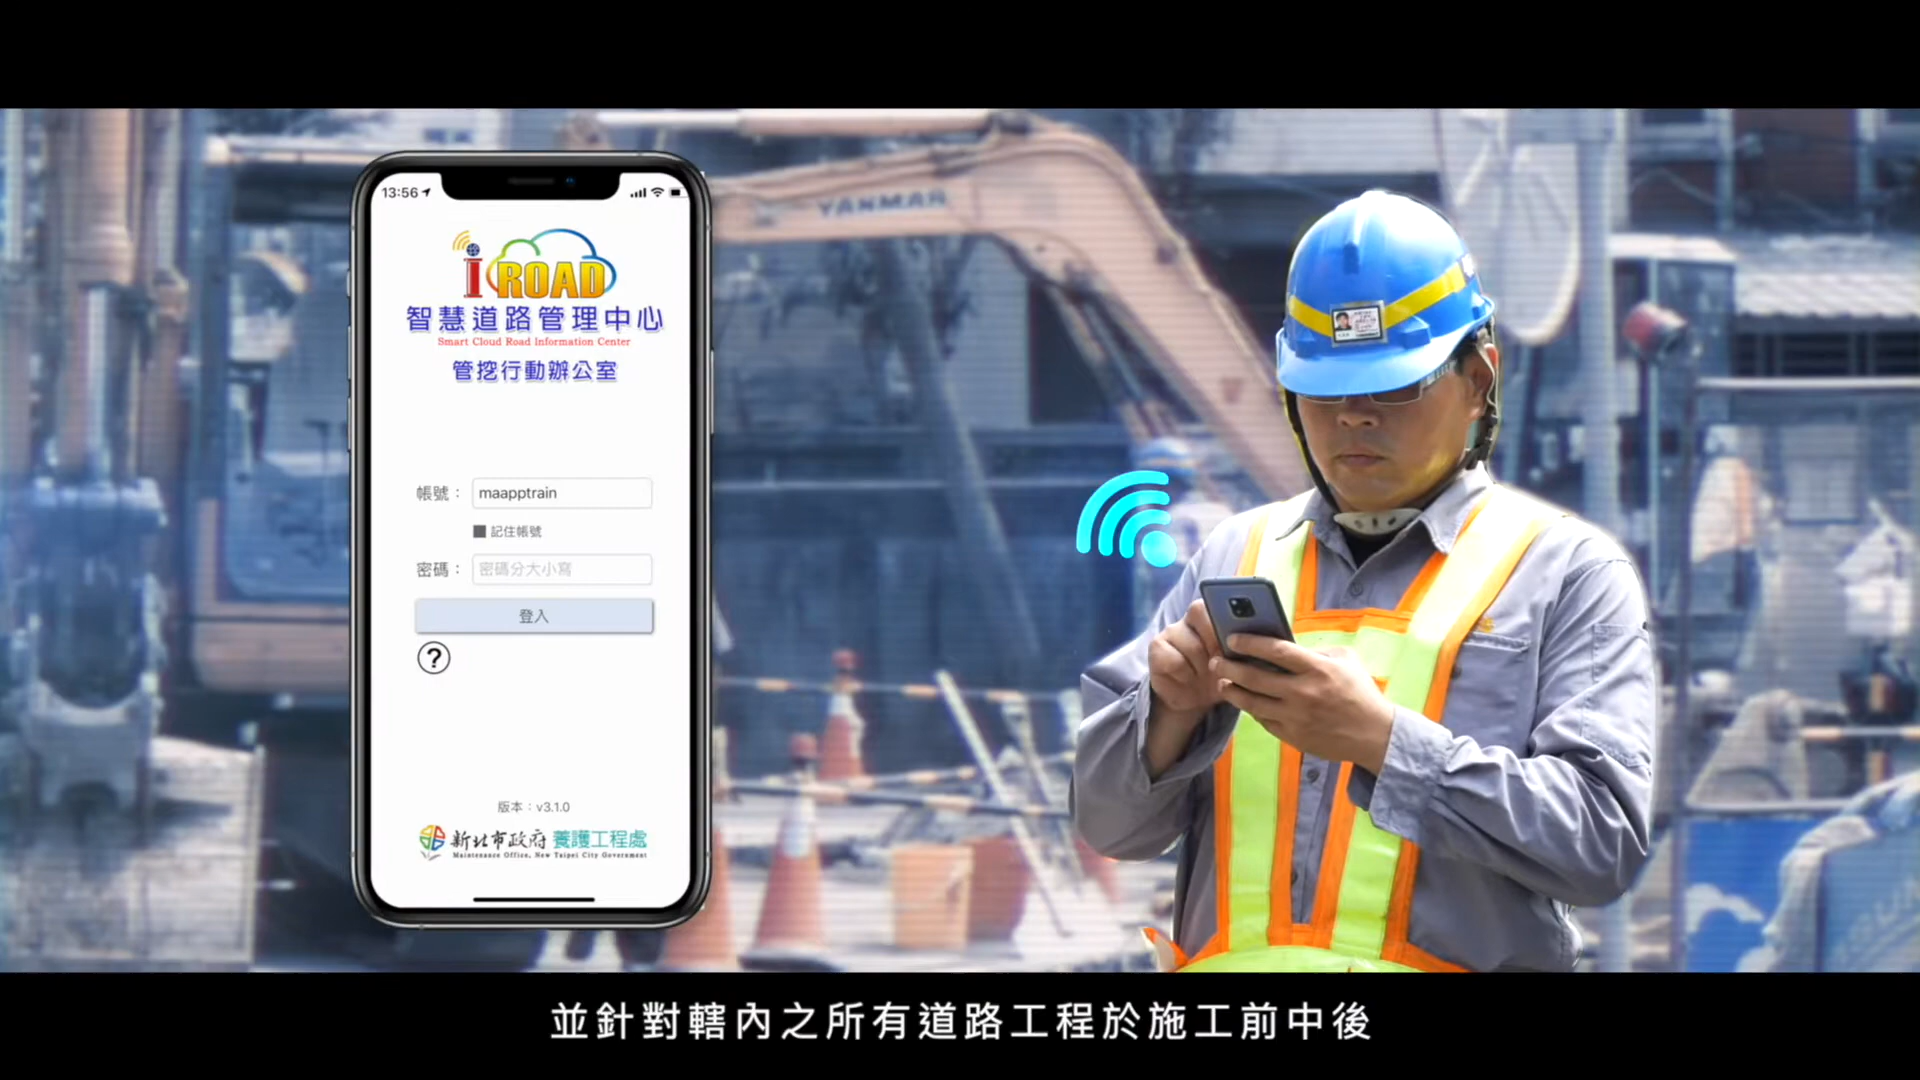 YANMAR
13:56
i ROAD
智慧道路管理中心
Smart Cloud Road Information Center
管挖行動辦公室
帳號： maapptrain
記住帳號
密碼： 密碼分大小寫
登入
?
版本：v3.1.0
新北市政府 養護工程處
Maintenance Office, New Taipei City Government
並針對轄內之所有道路工程於施工前中後